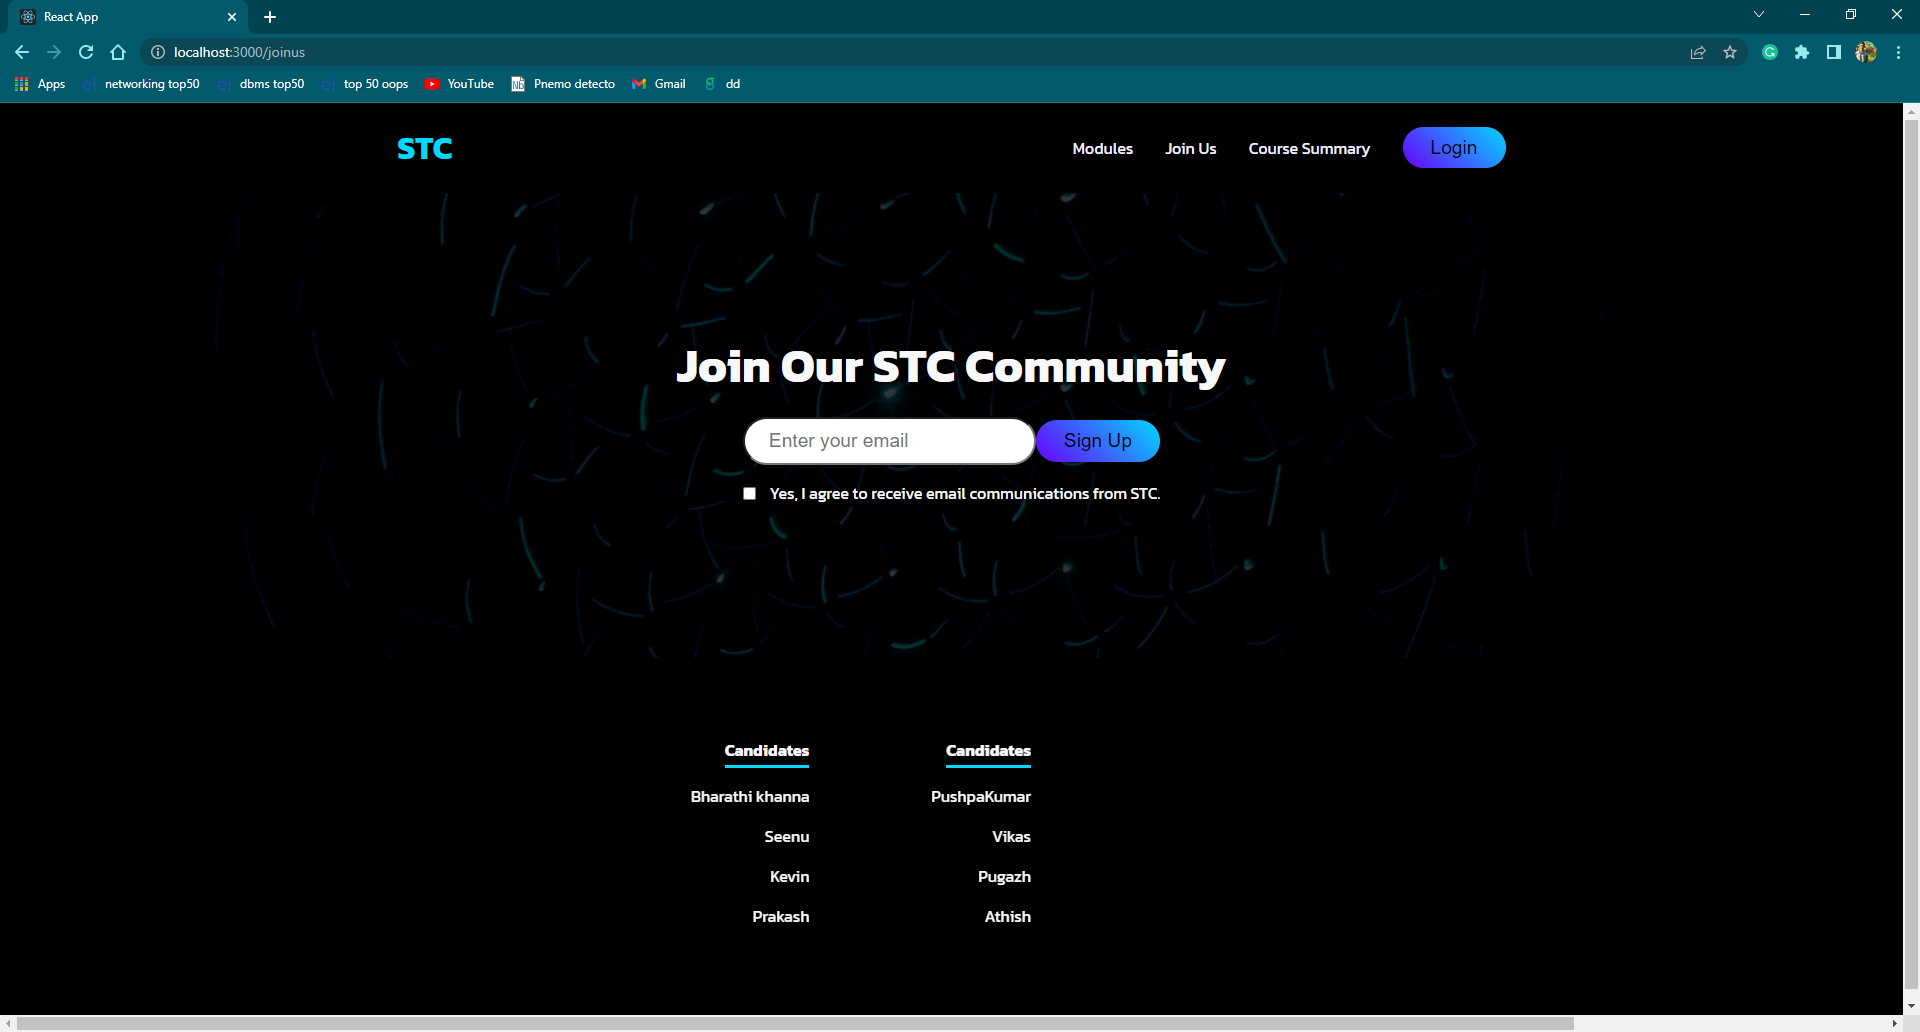 React App
localhost:3000/joinus
Apps networking top50 dbms top50 top 50 oops YouTube Pnemo detecto Gmail dd
STC Modules Join Us Course Summary Login
Join Our STC Community
Enter your email Sign Up
Yes, I agree to receive email communications from STC.
Candidates Candidates
Bharathi khanna PushpaKumar
Seenu Vikas
Kevin Pugazh
Prakash Athish